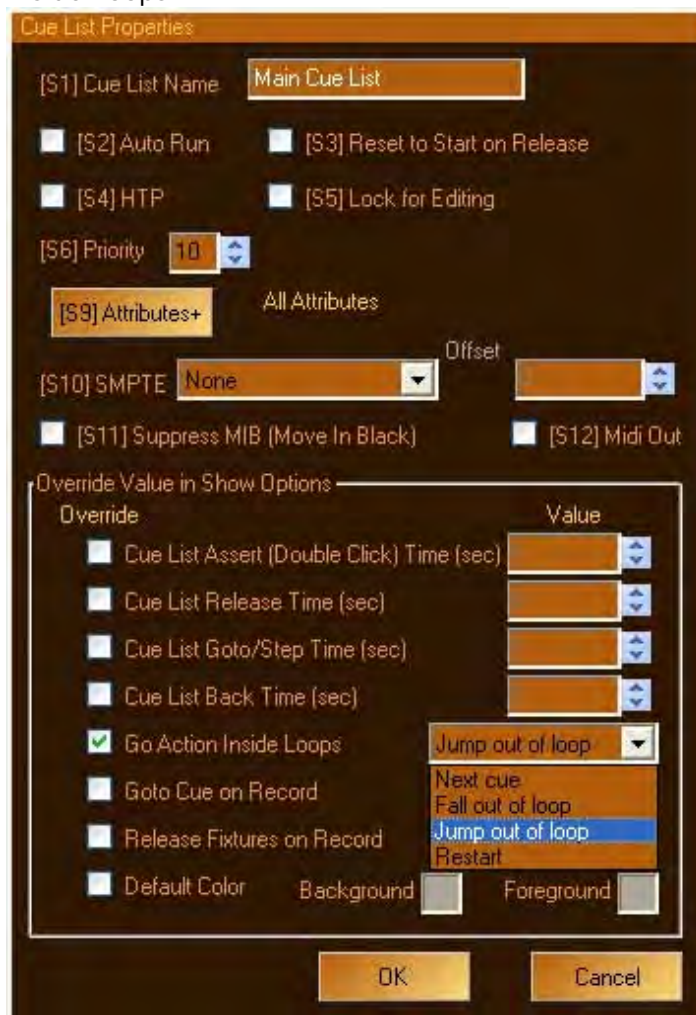 Cue List Properties
[S1] Cue List Name Main Cue List
[S2] Auto Run [S3] Reset to Start on Release
[S4] HTP [S5] Lock for Editing
[S6] Priority 10
[S9] Attributes+ All Attributes
Offset
[S10] SMPTE None
[S11] Suppress MIB (Move In Black) [S12] Midi Out
Override Value in Show Options
Override Value
Cue List Assert (Double Click) Time (sec)
Cue List Release Time (sec)
Cue List Goto/Step Time (sec)
Cue List Back Time (sec)
Go Action Inside Loops Jump out of loop
Next cue
Goto Cue on Record Fall out of loop
Jump out of loop
Release Fixtures on Record
Restart
Default Color Background Foreground
OK Cancel